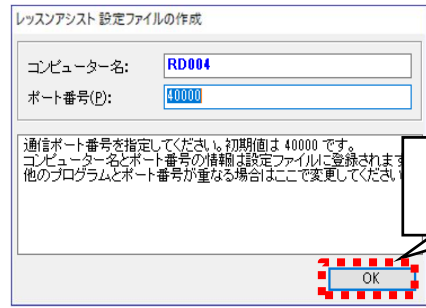 レッスンアシスト 設定ファイルの作成
コンピューター名: RD004
ポート番号(P): 40000
通信ポート番号を指定してください。初期値は 40000 です。
コンピューター名とポート番号の情報は設定ファイルに登録されます
他のプログラムとポート番号が重なる場合はここで変更してください
OK